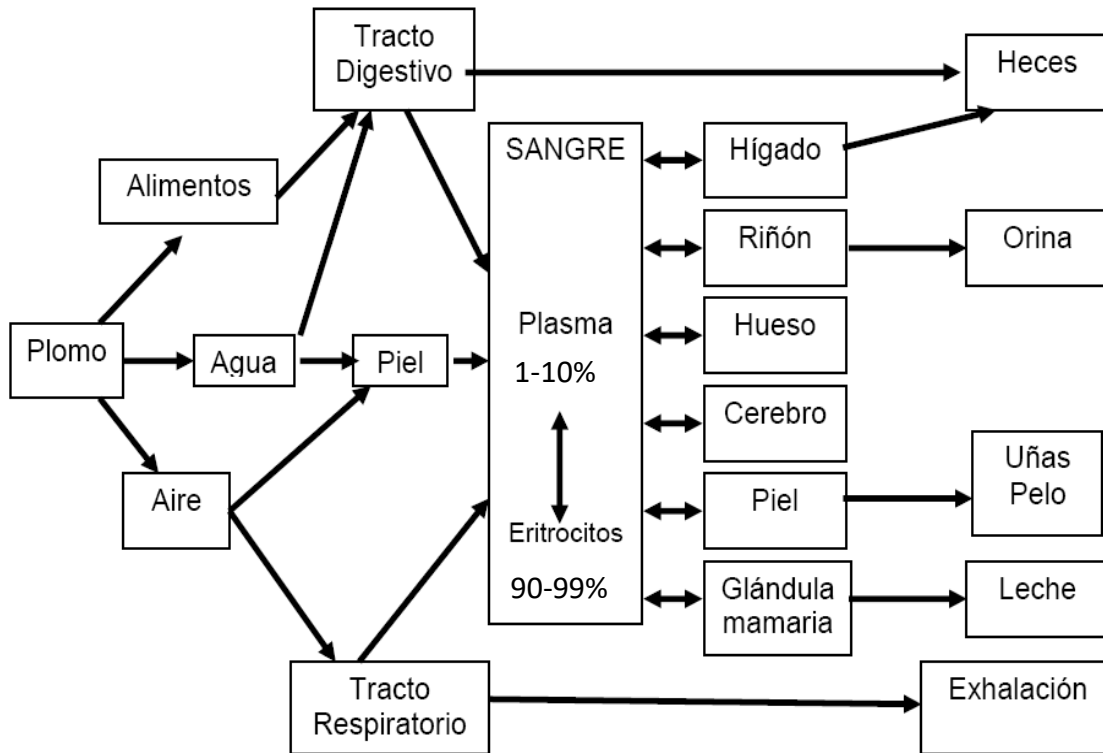 Tracto
Digestivo
Heces
SANGRE
Hígado
Alimentos
Riñón
Orina
Plomo
Agua
Piel
Plasma
1-10%
Hueso
Cerebro
Aire
Eritrocitos
90-99%
Piel
Uñas
Pelo
Glándula
mamaria
Leche
Tracto
Respiratorio
Exhalación